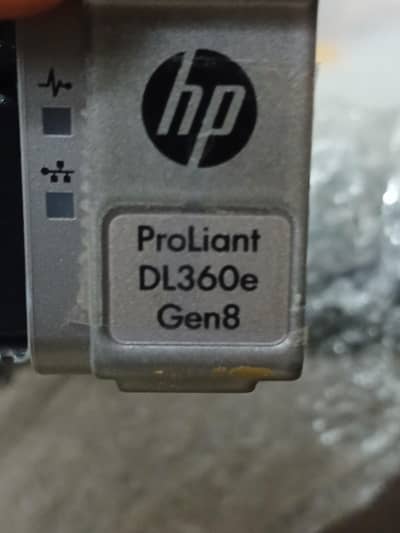 hp
ProLiant
DL360e
Gen8